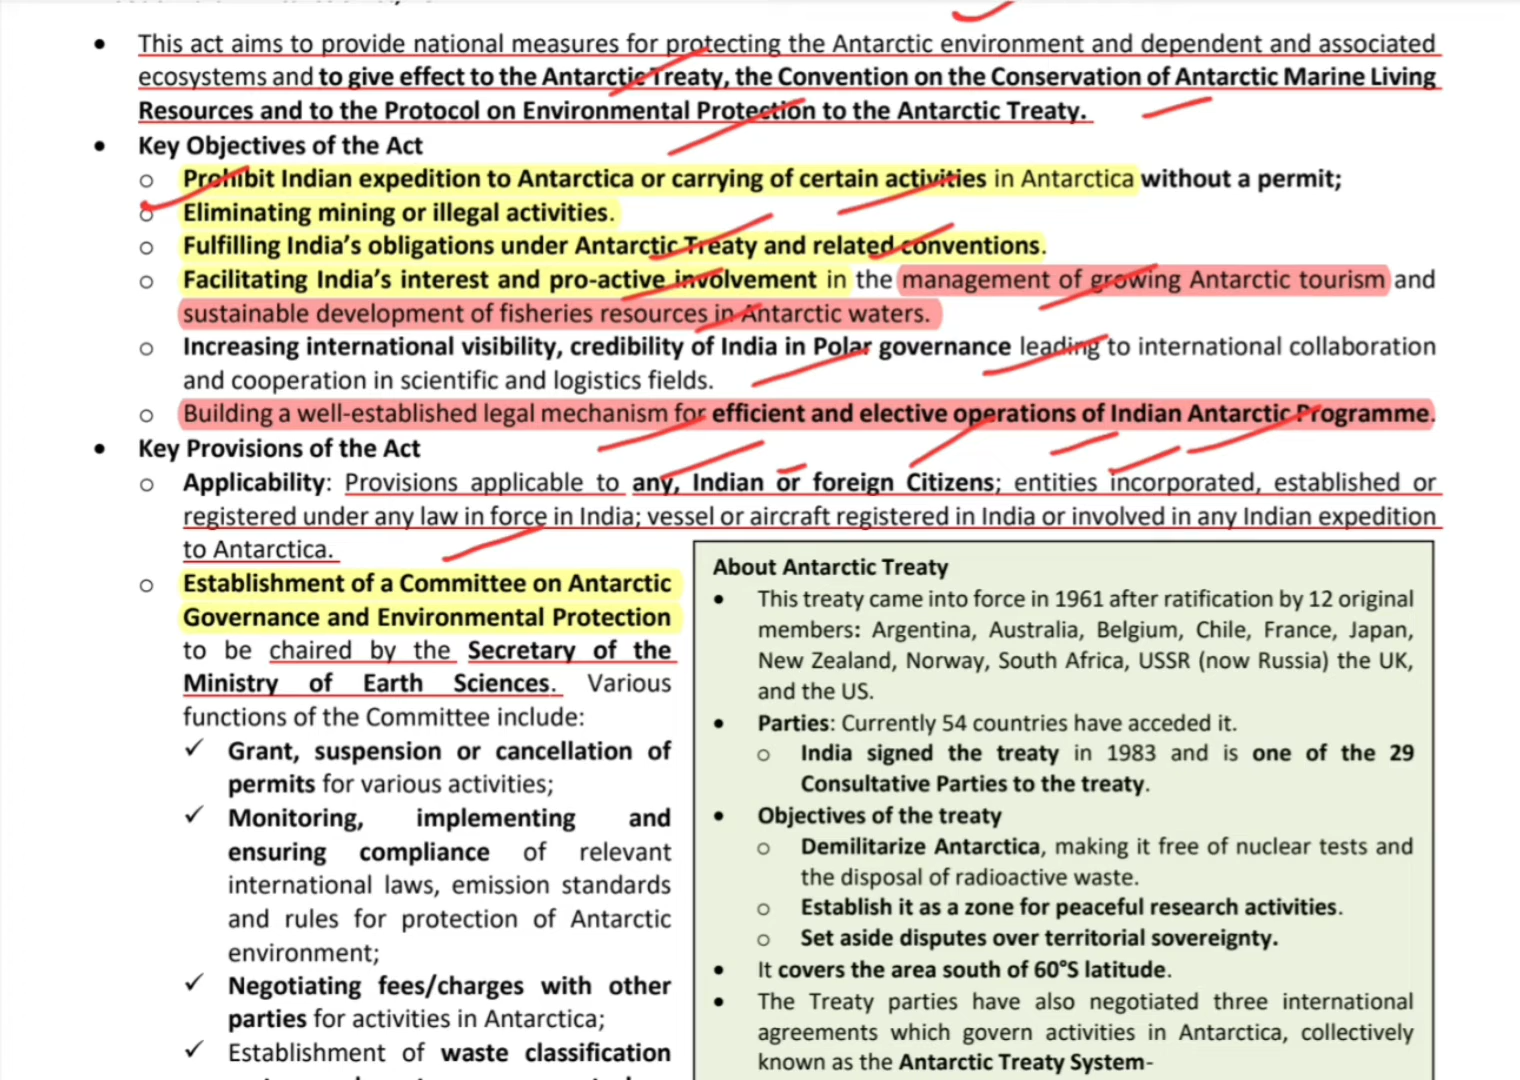 This act aims to provide national measures for protecting the Antarctic environment and dependent and associated
ecosystems and to give effect to the Antarctic Treaty, the Convention on the Conservation of Antarctic Marine Living
Resources and to the Protocol on Environmental Protection to the Antarctic Treaty.
Key Objectives of the Act
Prohibit Indian expedition to Antarctica or carrying of certain activities in Antarctica without a permit;
Eliminating mining or illegal activities.
Fulfilling India's obligations under Antarctic Treaty and related conventions.
Facilitating India's interest and pro-active involvement in the management of growing Antarctic tourism and
sustainable development of fisheries resources in Antarctic waters.
Increasing international visibility, credibility of India in Polar governance leading to international collaboration
and cooperation in scientific and logistics fields.
Building a well-established legal mechanism for efficient and elective operations of Indian Antarctic Programme.
Key Provisions of the Act
Applicability: Provisions applicable to any, Indian or foreign Citizens; entities incorporated, established or
registered under any law in force in India; vessel or aircraft registered in India or involved in any Indian expedition
to Antarctica.
Establishment of a Committee on Antarctic
Governance and Environmental Protection
to be chaired by the Secretary of the
Ministry of Earth Sciences. Various
functions of the Committee include:
✓ Grant, suspension or cancellation of
permits for various activities;
✓ Monitoring, implementing and
ensuring compliance of relevant
international laws, emission standards
and rules for protection of Antarctic
environment;
✓ Negotiating fees/charges with other
parties for activities in Antarctica;
✓ Establishment of waste classification
About Antarctic Treaty
This treaty came into force in 1961 after ratification by 12 original
members: Argentina, Australia, Belgium, Chile, France, Japan,
New Zealand, Norway, South Africa, USSR (now Russia) the UK,
and the US.
Parties: Currently 54 countries have acceded it.
India signed the treaty in 1983 and is one of the 29
Consultative Parties to the treaty.
Objectives of the treaty
Demilitarize Antarctica, making it free of nuclear tests and
the disposal of radioactive waste.
Establish it as a zone for peaceful research activities.
Set aside disputes over territorial sovereignty.
It covers the area south of 60°S latitude.
The Treaty parties have also negotiated three international
agreements which govern activities in Antarctica, collectively
known as the Antarctic Treaty System-